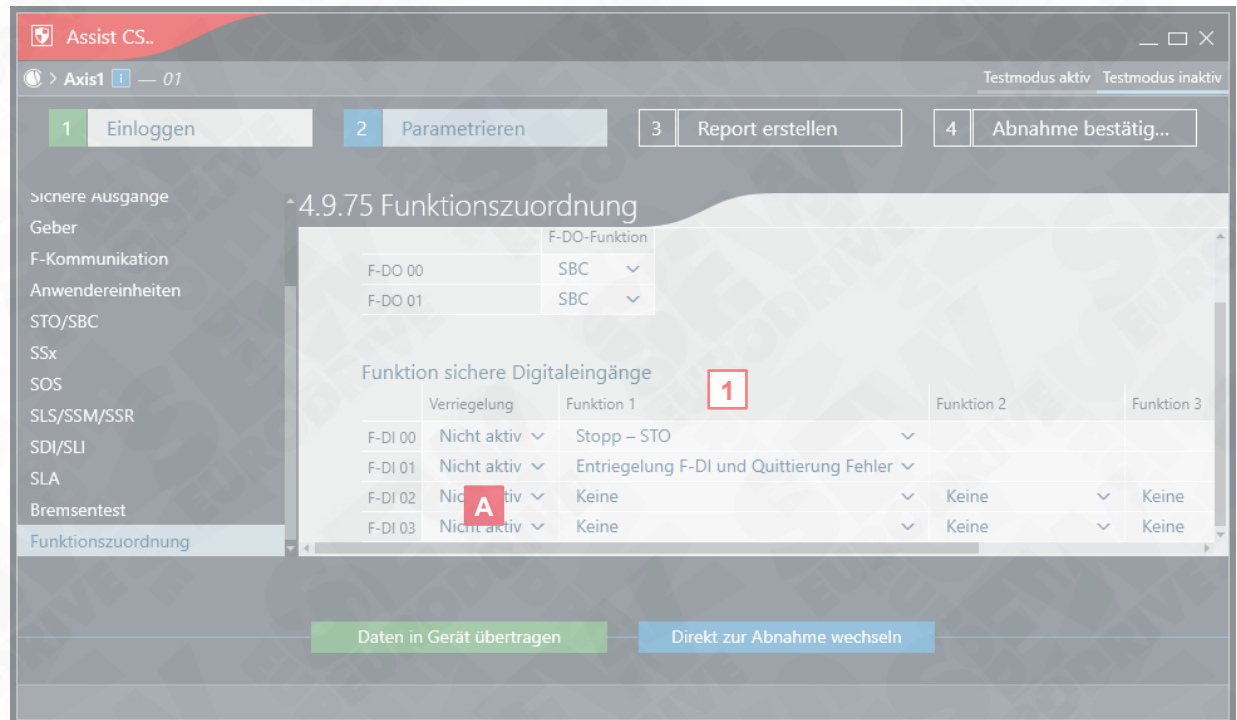 Assist CS..
> Axis1 i — 01
Testmodus aktiv Testmodus inaktiv
1 Einloggen
2 Parametrieren
3 Report erstellen
4 Abnahme bestätig...
Sichere Ausgänge
Geber
F-Kommunikation
Anwendereinheiten
STO/SBC
SSx
SOS
SLS/SSM/SSR
SDI/SLI
SLA
Bremsentest
Funktionszuordnung
4.9.75 Funktionszuordnung
F-DO-Funktion
F-DO 00 SBC
F-DO 01 SBC
Funktion sichere Digitaleingänge
1
Verriegelung Funktion 1 Funktion 2 Funktion 3
F-DI 00 Nicht aktiv Stopp – STO
F-DI 01 Nicht aktiv Entriegelung F-DI und Quittierung Fehler
F-DI 02 Keine Keine Keine
A
F-DI 03 Nicht aktiv Keine Keine Keine
Daten in Gerät übertragen
Direkt zur Abnahme wechseln